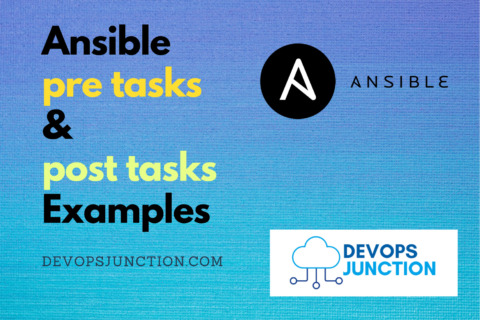 Ansible
pre tasks
&
post tasks
Examples
DEVOPSJUNCTION.COM
ANSIBLE
DEVOPS
JUNCTION